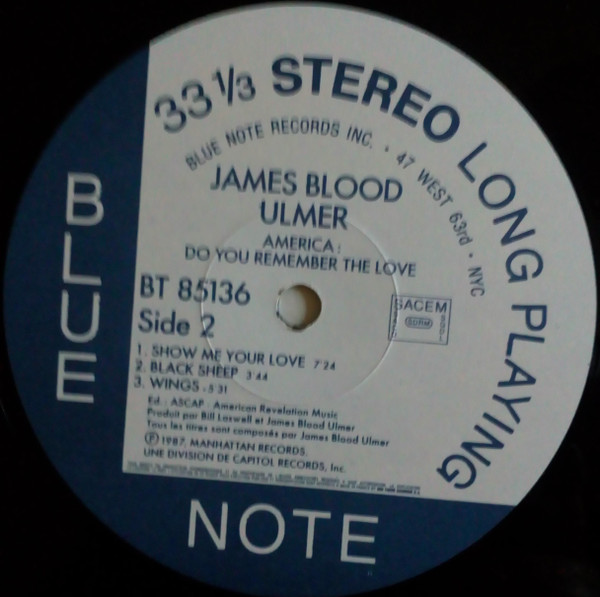 33 1/3 STEREO LONG PLAYING
BLUE NOTE RECORDS INC. • 47 WEST 63rd • NYC
JAMES BLOOD
ULMER
AMERICA :
DO YOU REMEMBER THE LOVE
BT 85136
Side 2
SACEM
SDRM
1. SHOW ME YOUR LOVE 7'24
2. BLACK SHEEP 3'44
3. WINGS - 5'31
Ed.: ASCAP - American Revelation Music
Produit par Bill Laswell et James Blood Ulmer
Tous les titres sont composés par James Blood Ulmer
Ⓟ 1987, MANHATTAN RECORDS.
UNE DIVISION DE CAPITOL RECORDS, Inc.
BLUE
NOTE